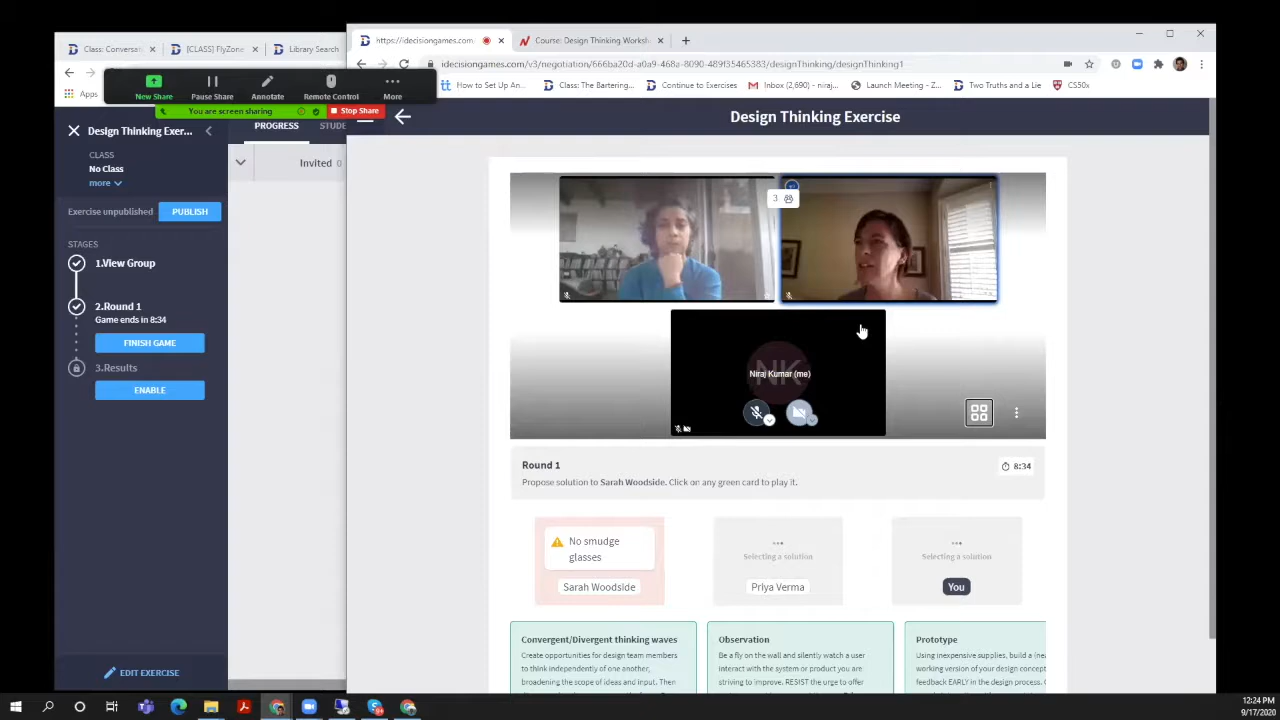 Class: Conversa
[CLASS] FlyZone
Library Search
https://idecisiongames.com.
Course: Design Thinking Worksh
New Share
Pause Share
Annotate
Remote Control
More
You are screen sharing
Stop Share
idecisiongames.com/v3/negotiation/666ba20d-a0a9-468a-8090-489f35465383/designThinking/designThinking1
Apps
How to Set Up An...
Class: The Bartering...
Continue to Exercises
Inbox (2,690) - niraj...
Launch Meeting - Z...
Two Truths and a Lie
CS50x
Design Thinking Exer...
PROGRESS
STUDE
Design Thinking Exercise
CLASS
No Class
more
Invited 0
Exercise unpublished
PUBLISH
STAGES
1.View Group
2.Round 1
Game ends in 8:34
FINISH GAME
3.Results
ENABLE
EDIT EXERCISE
3
NK
Niraj Kumar (me)
Round 1
8:34
Propose solution to Sarah Woodside. Click on any green card to play it.
No smudge
glasses
Sarah Woodside
Selecting a solution
Priya Verma
Selecting a solution
You
Convergent/Divergent thinking waves
Create opportunities for design team members
to think independently of one another,
broadening the scope of ideas and input. Then
Observation
Be a fly on the wall and silently watch a user
interact with the system or product you are
striving to improve. RESIST the urge to offer
Prototype
Using inexpensive supplies, build a (nea
working version of your design concept
feedback EARLY in the design process. C
12:24 PM
9/17/2020